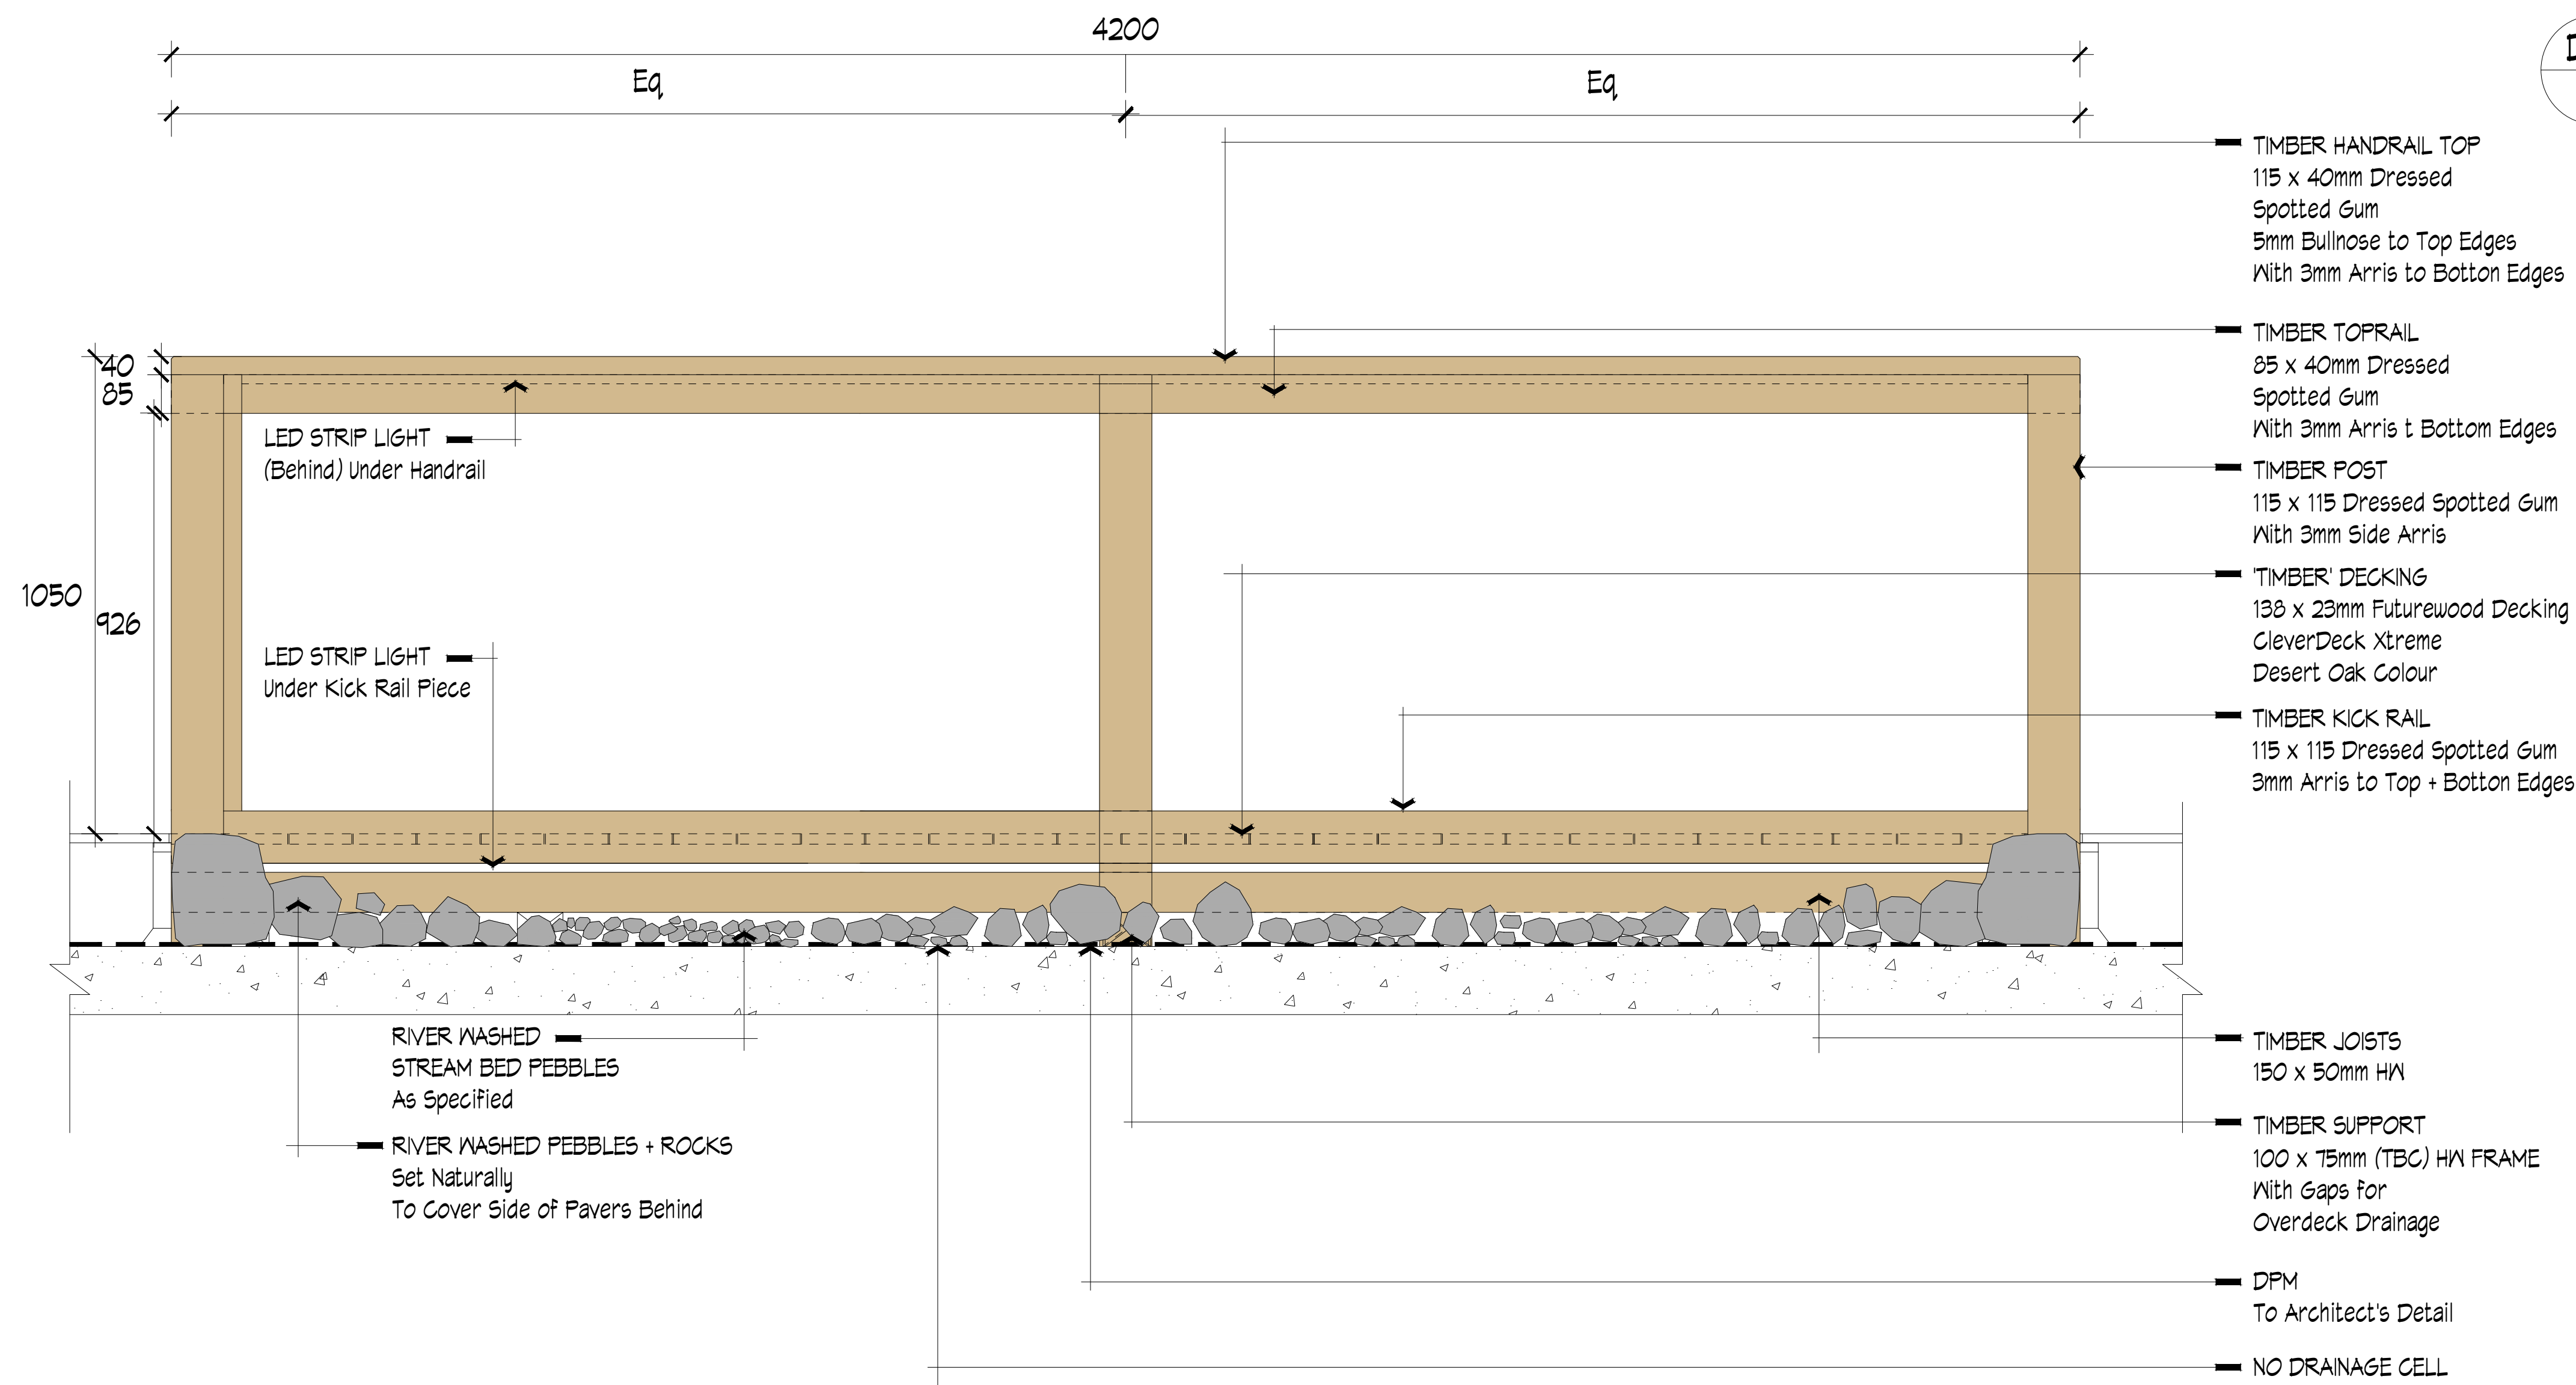 4200
Eq
Eq
TIMBER HANDRAIL TOP
115 x 40mm Dressed
Spotted Gum
5mm Bullnose to Top Edges
With 3mm Arris to Botton Edges
TIMBER TOPRAIL
85 x 40mm Dressed
Spotted Gum
With 3mm Arris t Bottom Edges
TIMBER POST
115 x 115 Dressed Spotted Gum
With 3mm Side Arris
'TIMBER' DECKING
138 x 23mm Futurewood Decking
CleverDeck Xtreme
Desert Oak Colour
TIMBER KICK RAIL
115 x 115 Dressed Spotted Gum
3mm Arris to Top + Botton Edges
40
85
1050
926
LED STRIP LIGHT
(Behind) Under Handrail
LED STRIP LIGHT
Under Kick Rail Piece
RIVER WASHED
STREAM BED PEBBLES
As Specified
RIVER WASHED PEBBLES + ROCKS
Set Naturally
To Cover Side of Pavers Behind
TIMBER JOISTS
150 x 50mm HW
TIMBER SUPPORT
100 x 75mm (TBC) HW FRAME
With Gaps for
Overdeck Drainage
DPM
To Architect's Detail
NO DRAINAGE CELL